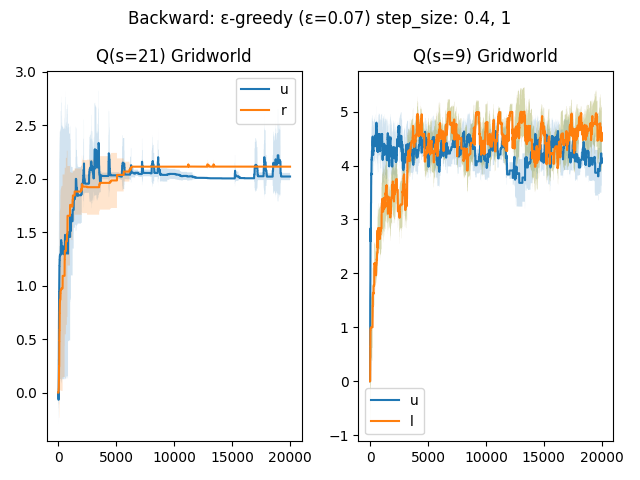 Backward: ε-greedy (ε=0.07) step_size: 0.4, 1
Q(s=21) Gridworld
3.0
2.5
2.0
1.5
1.0
0.5
0.0
0 5000 10000 15000 20000
u
r
Q(s=9) Gridworld
5
4
3
2
1
0
−1
0 5000 10000 15000 20000
u
l